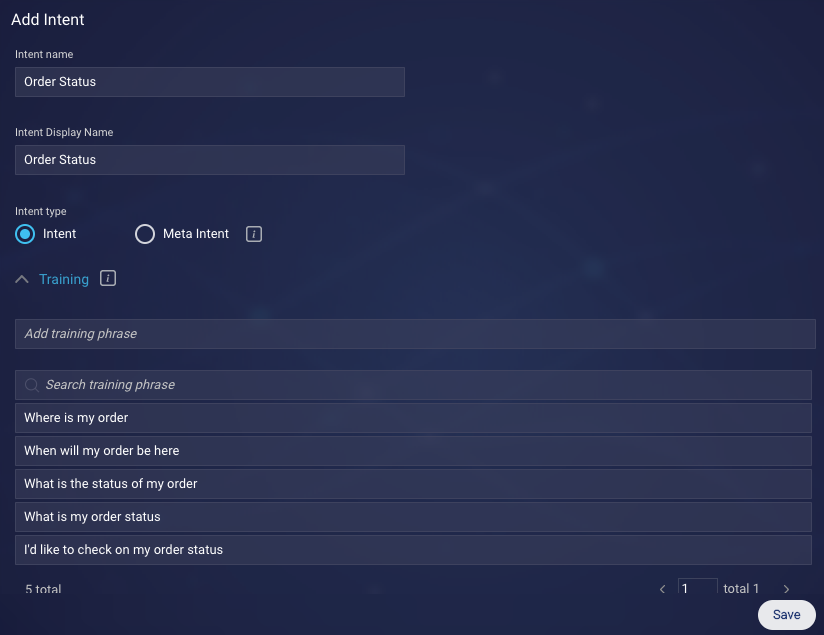 Add Intent
Intent name
Order Status
Intent Display Name
Order Status
Intent type
Intent Meta Intent i
Training i
Add training phrase
Search training phrase
Where is my order
When will my order be here
What is the status of my order
What is my order status
I'd like to check on my order status
5 total < 1 total 1 >
Save